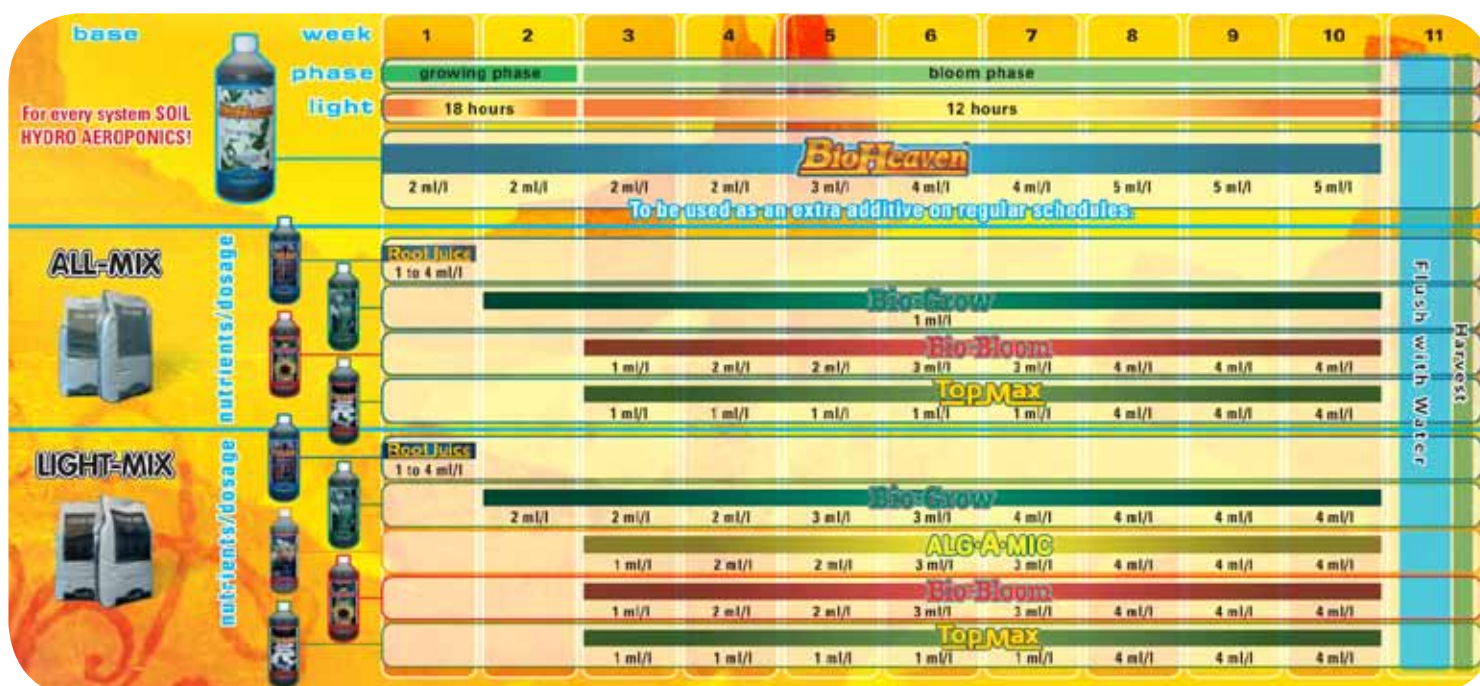 base week 1 2 3 4 5 6 7 8 9 10 11
phase growing phase bloom phase
For every system SOIL
HYDRO AEROPONICS!
light 18 hours 12 hours
BioHeaven
2 ml/l 2 ml/l 2 ml/l 2 ml/l 3 ml/l 4 ml/l 4 ml/l 5 ml/l 5 ml/l 5 ml/l
To be used as an extra additive on regular schedules.
ALL-MIX
nutrients/dosage
Root Juice
1 to 4 ml/l
Bio-Grow
1 ml/l
Bio-Bloom
1 ml/l 2 ml/l 2 ml/l 3 ml/l 3 ml/l 4 ml/l 4 ml/l 4 ml/l
TopMax
1 ml/l 1 ml/l 1 ml/l 1 ml/l 1 ml/l 4 ml/l 4 ml/l 4 ml/l
LIGHT-MIX
nutrients/dosage
Root Juice
1 to 4 ml/l
Bio-Grow
2 ml/l 2 ml/l 2 ml/l 3 ml/l 3 ml/l 4 ml/l 4 ml/l 4 ml/l 4 ml/l
ALG-A-MIC
1 ml/l 2 ml/l 2 ml/l 3 ml/l 3 ml/l 4 ml/l 4 ml/l 4 ml/l
Bio-Bloom
1 ml/l 2 ml/l 2 ml/l 3 ml/l 3 ml/l 4 ml/l 4 ml/l 4 ml/l
TopMax
1 ml/l 1 ml/l 1 ml/l 1 ml/l 1 ml/l 4 ml/l 4 ml/l 4 ml/l
Flush with Water
Harvest